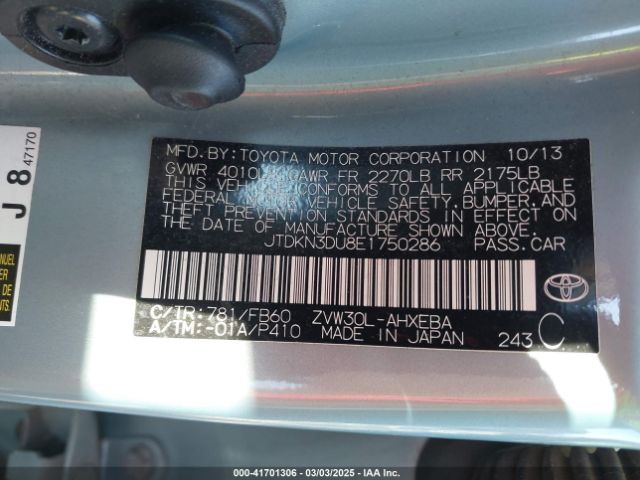 J 8 47170
MFD.BY:TOYOTA MOTOR CORPORATION 10/13
GVWR 4010 GAWR FR 2270LB RR 2175LB
THIS VEHICLE CONFORMS TO ALL APPLICABLE
FEDERAL MOTOR VEHICLE SAFETY, BUMPER, AND
THEFT PREVENTION STANDARDS IN EFFECT ON
THE DATE OF MANUFACTURE SHOWN ABOVE.
JTDKN3DU8E1750286 PASS.CAR
C/TR:781/FB60 ZVW30L-AHXEBA
A/TM:-01A/P410 MADE IN JAPAN 243 C
MANUEL
NTS.
000-41701306 - 03/03/2025 - IAA Inc.